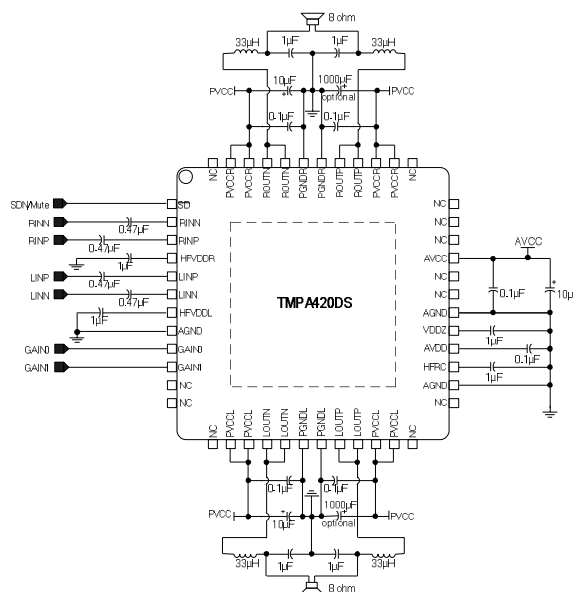 8 ohm
33µH 1µF 1µF 33µH
10µF 1000µF
PVCC optional PVCC
0.1µF 0.1µF
NC PVCCR PVCCR ROUTN ROUTN PGNDR PGNDR ROUTP ROUTP PVCCR PVCCR NC
SDN/Mute SD NC
RINN RINN NC
0.47µF
RINP RINP NC
0.47µF
HFVDDR AVCC AVCC
1µF
LINP LINP NC
0.47µF
LINN LINN NC
0.47µF
0.1µF 10µ
TMPA420DS
HFVDDL AGND
1µF
AGND VDDZ
1µF
GAIN0 GAIN0 AVDD
0.1µF
GAIN1 GAIN1 HFRC
1µF
NC AGND
NC NC
NC PVCCL PVCCL LOUTN LOUTN PGNDL PGNDL LOUTP LOUTP PVCCL PVCCL NC
0.1µF 0.1µF
PVCC 1000µF PVCC
10µF optional
33µH 1µF 1µF 33µH
8 ohm